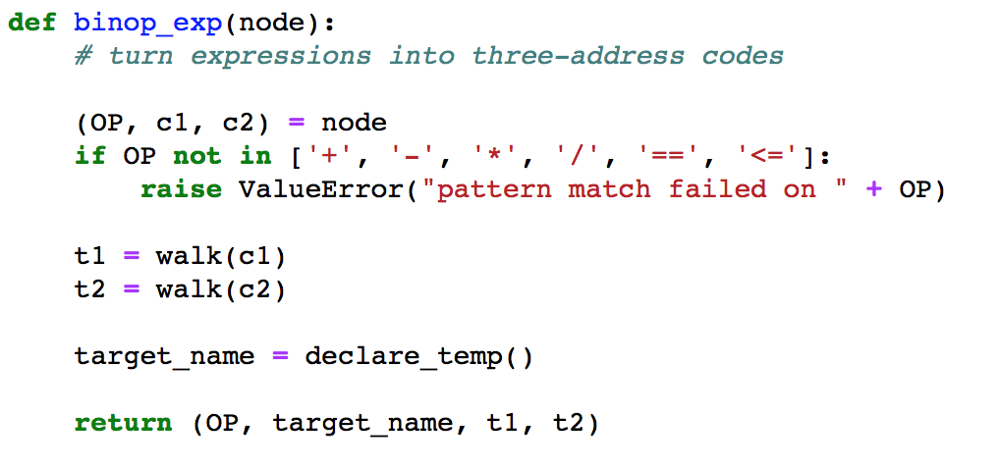 def binop_exp(node):
    # turn expressions into three-address codes

    (OP, c1, c2) = node
    if OP not in ['+', '-', '*', '/', '==', '<=']:
        raise ValueError("pattern match failed on " + OP)

    t1 = walk(c1)
    t2 = walk(c2)

    target_name = declare_temp()

    return (OP, target_name, t1, t2)